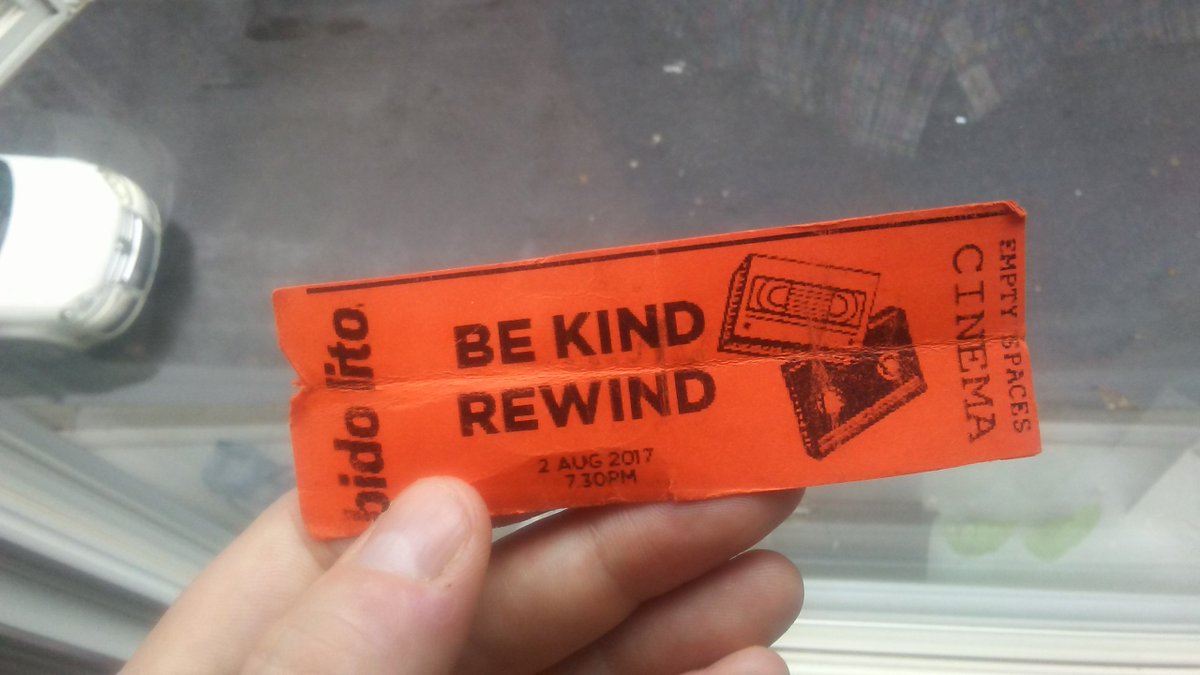 bido lito
BE KIND
REWIND
2 AUG 2017
7.30PM
EMPTY SPACES
CINEMA